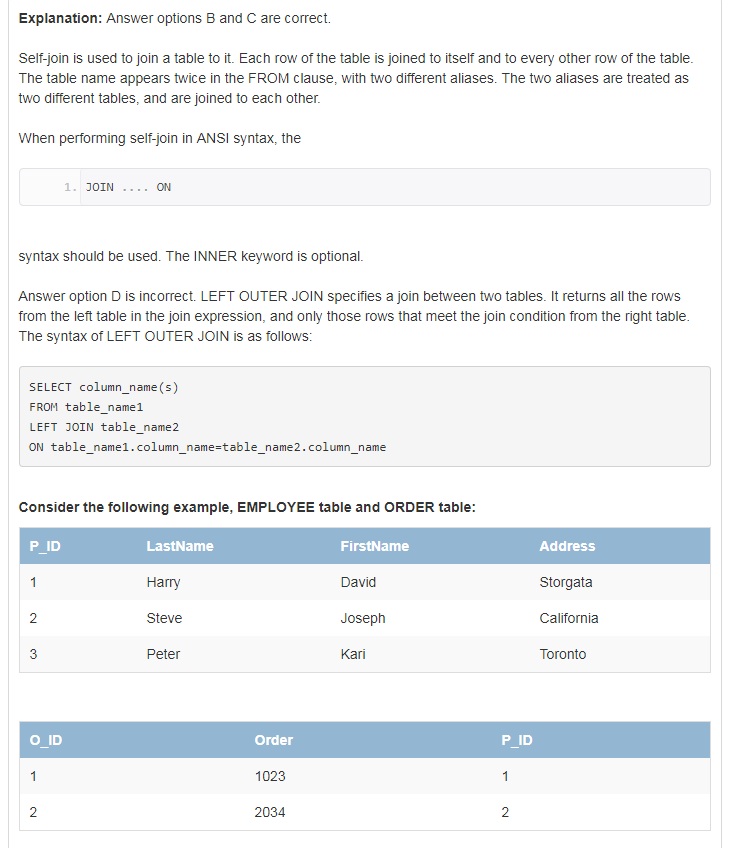 Explanation: Answer options B and C are correct.
Self-join is used to join a table to it. Each row of the table is joined to itself and to every other row of the table.
The table name appears twice in the FROM clause, with two different aliases. The two aliases are treated as
two different tables, and are joined to each other.
When performing self-join in ANSI syntax, the
1. JOIN .... ON
syntax should be used. The INNER keyword is optional.
Answer option D is incorrect. LEFT OUTER JOIN specifies a join between two tables. It returns all the rows
from the left table in the join expression, and only those rows that meet the join condition from the right table.
The syntax of LEFT OUTER JOIN is as follows:
SELECT column_name(s)
FROM table_name1
LEFT JOIN table_name2
ON table_name1.column_name=table_name2.column_name
Consider the following example, EMPLOYEE table and ORDER table:
P_ID LastName FirstName Address
1 Harry David Storgata
2 Steve Joseph California
3 Peter Kari Toronto
O_ID Order P_ID
1 1023 1
2 2034 2